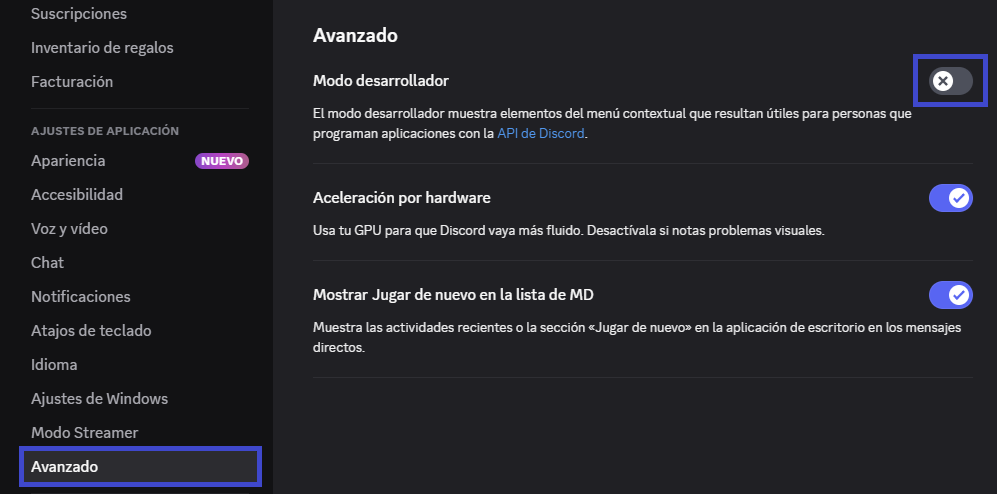 Suscripciones
Inventario de regalos
Facturación
AJUSTES DE APLICACIÓN
Apariencia NUEVO
Accesibilidad
Voz y vídeo
Chat
Notificaciones
Atajos de teclado
Idioma
Ajustes de Windows
Modo Streamer
Avanzado
Avanzado
Modo desarrollador
El modo desarrollador muestra elementos del menú contextual que resultan útiles para personas que
programan aplicaciones con la API de Discord.
Aceleración por hardware
Usa tu GPU para que Discord vaya más fluido. Desactívala si notas problemas visuales.
Mostrar Jugar de nuevo en la lista de MD
Muestra las actividades recientes o la sección «Jugar de nuevo» en la aplicación de escritorio en los mensajes
directos.